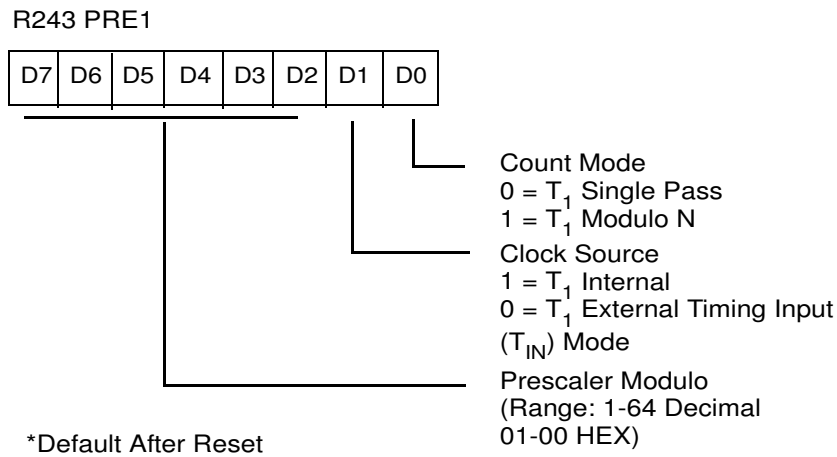 R243 PRE1
D7 D6 D5 D4 D3 D2 D1 D0
Count Mode
0 = T1 Single Pass
1 = T1 Modulo N
Clock Source
1 = T1 Internal
0 = T1 External Timing Input
(TIN) Mode
Prescaler Modulo
(Range: 1-64 Decimal
01-00 HEX)
*Default After Reset